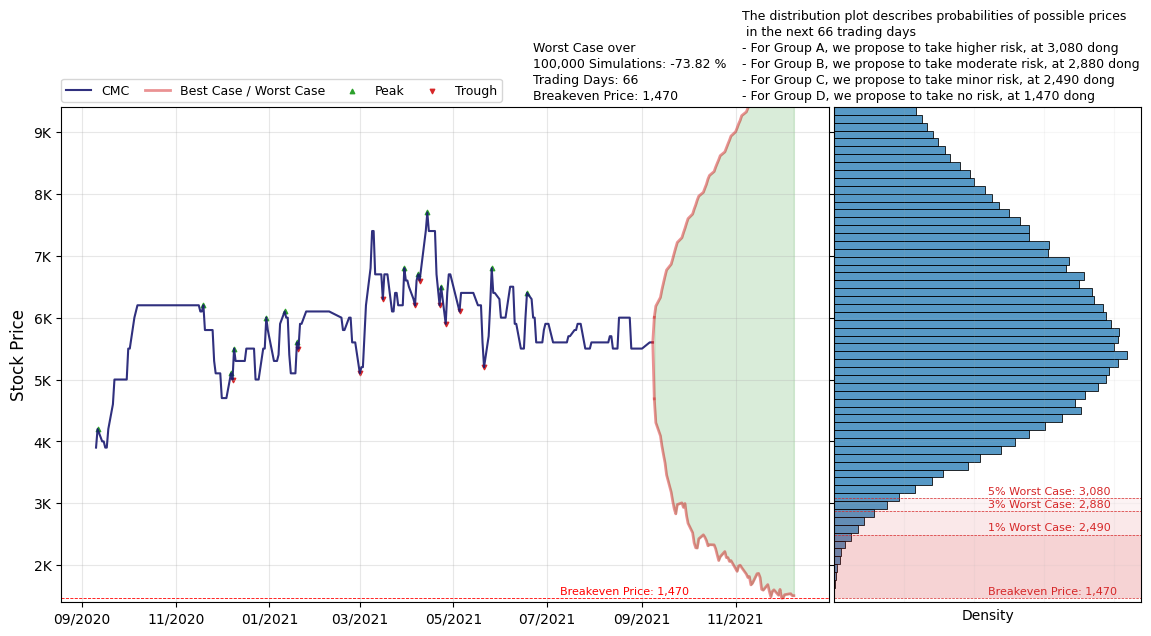 The distribution plot describes probabilities of possible prices
in the next 66 trading days
- For Group A, we propose to take higher risk, at 3,080 dong
- For Group B, we propose to take moderate risk, at 2,880 dong
- For Group C, we propose to take minor risk, at 2,490 dong
- For Group D, we propose to take no risk, at 1,470 dong
Worst Case over
100,000 Simulations: -73.82 %
Trading Days: 66
Breakeven Price: 1,470
CMC
Best Case / Worst Case
Peak
Trough
Stock Price
9K
8K
7K
6K
5K
4K
3K
2K
Breakeven Price: 1,470
09/2020
11/2020
01/2021
03/2021
05/2021
07/2021
09/2021
11/2021
5% Worst Case: 3,080
3% Worst Case: 2,880
1% Worst Case: 2,490
Breakeven Price: 1,470
Density